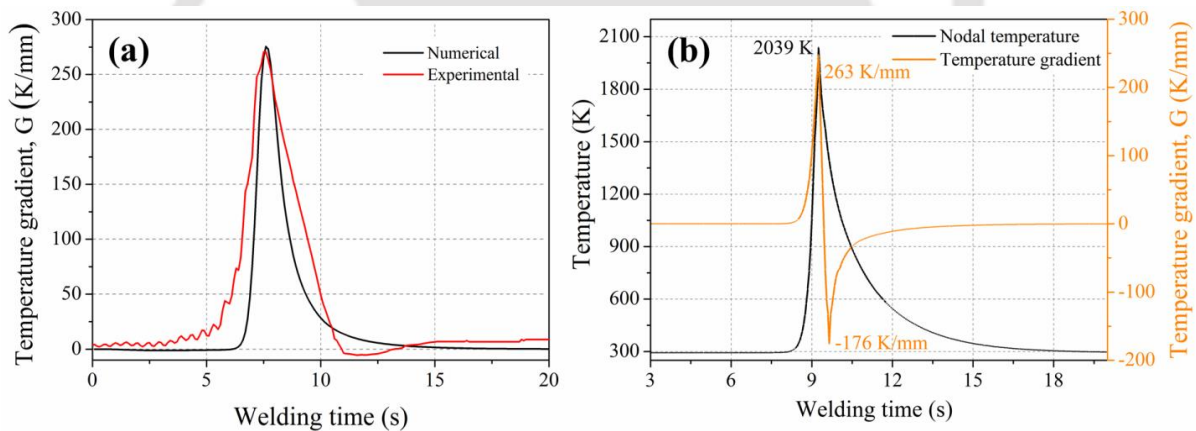 (a)
Numerical
Experimental
Temperature gradient, G (K/mm)
300
250
200
150
100
50
0
0 5 10 15 20
Welding time (s)
(b)
Nodal temperature
Temperature gradient
2039 K
263 K/mm
-176 K/mm
Temperature (K)
2100
1800
1500
1200
900
600
300
3 6 9 12 15 18
Welding time (s)
300
200
100
0
-100
-200
Temperature gradient, G (K/mm)